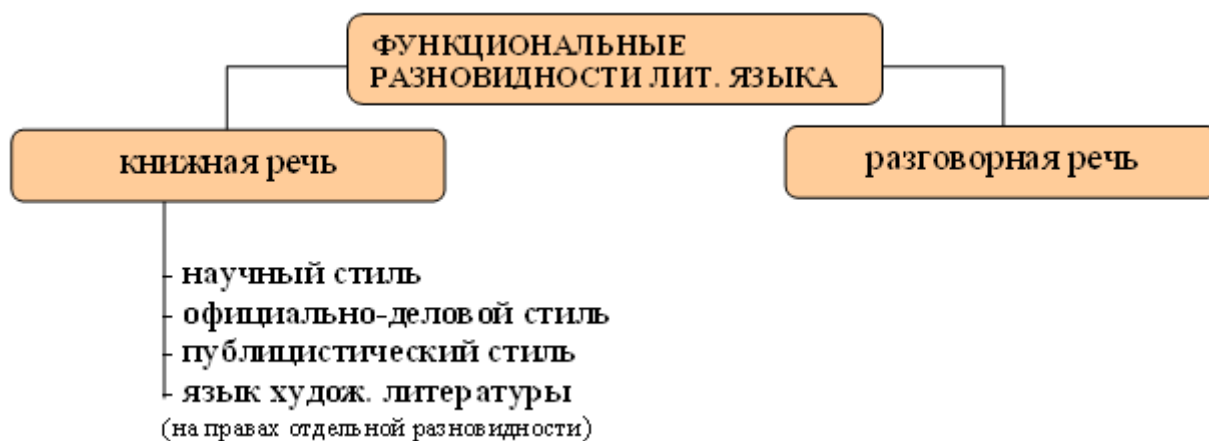 ФУНКЦИОНАЛЬНЫЕ
РАЗНОВИДНОСТИ ЛИТ. ЯЗЫКА
книжная речь
разговорная речь
- научный стиль
- официально-деловой стиль
- публицистический стиль
- язык худож. литературы
(на правах отдельной разновидности)